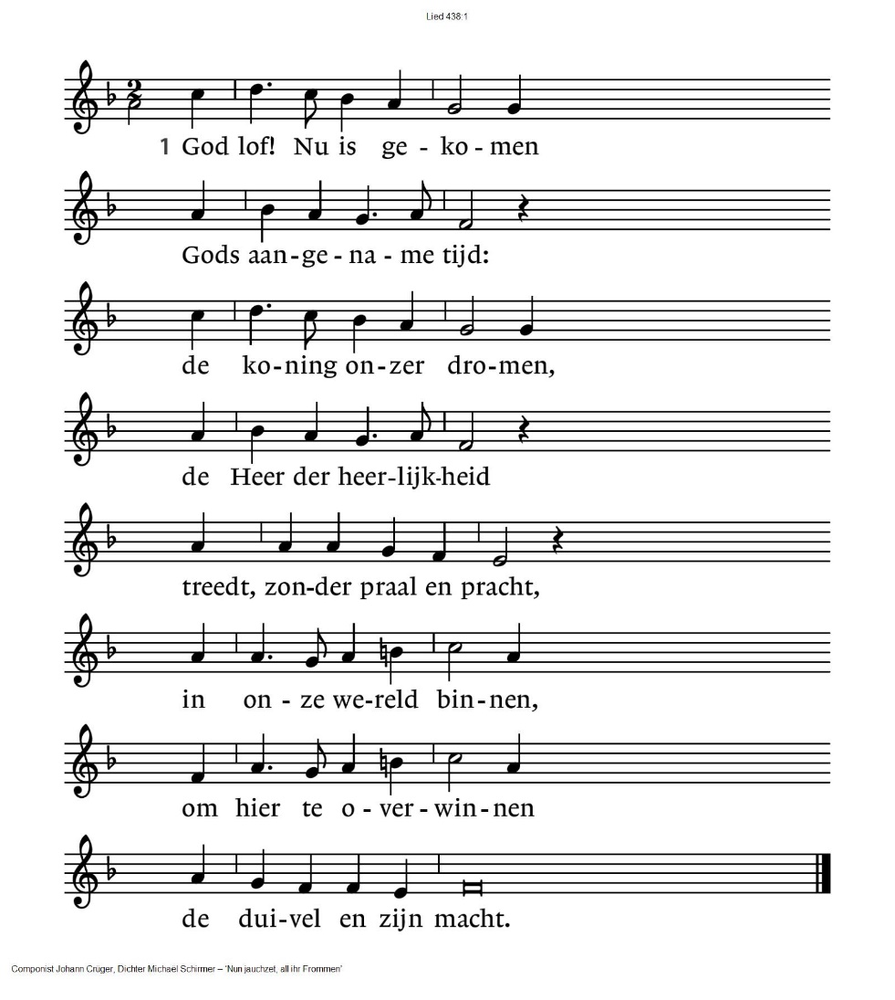 Lied 438:1
2
1 God lof! Nu is ge - ko - men
Gods aan - ge - na - me tijd:
de ko - ning on - zer dro - men,
de Heer der heer - lijk - heid
treedt, zon - der praal en pracht,
in on - ze we - reld bin - nen,
om hier te o - ver - win - nen
de dui - vel en zijn macht.
Componist Johann Crüger, Dichter Michaël Schirmer – 'Nun jauchzet, all ihr Frommen'